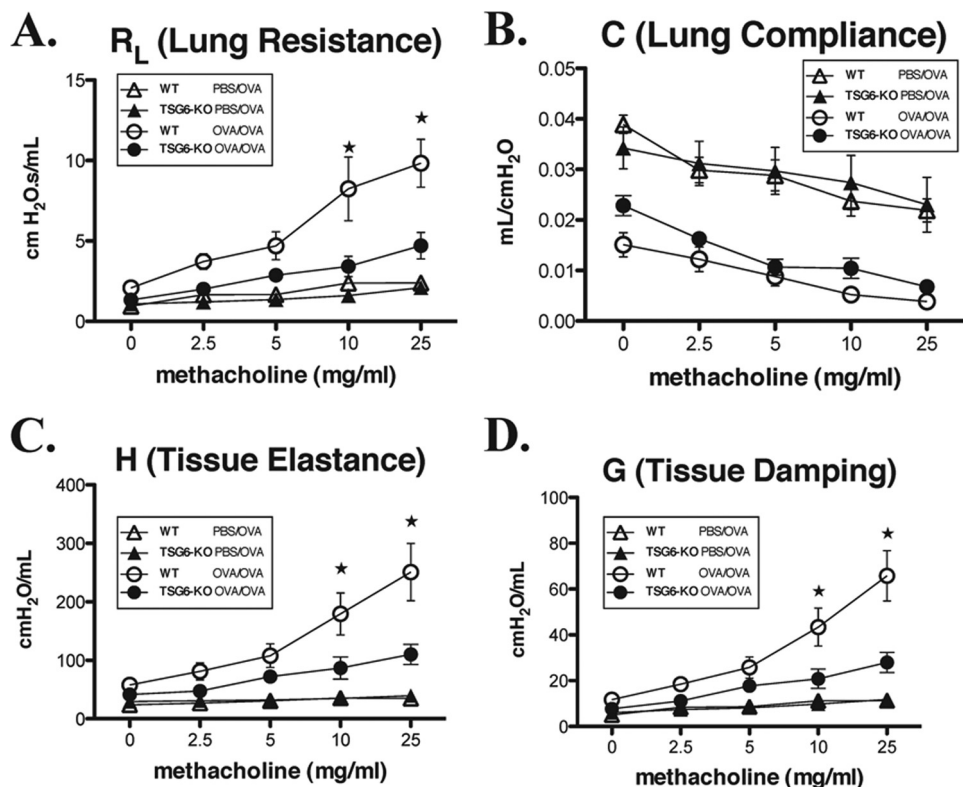 A.
R_L (Lung Resistance)
WT PBS/OVA
TSG6-KO PBS/OVA
WT OVA/OVA
TSG6-KO OVA/OVA
cm H2O.s/mL
15
10
5
0
0 2.5 5 10 25
methacholine (mg/ml)
B.
C (Lung Compliance)
WT PBS/OVA
TSG6-KO PBS/OVA
WT OVA/OVA
TSG6-KO OVA/OVA
mL/cmH2O
0.05
0.04
0.03
0.02
0.01
0.00
0 2.5 5 10 25
methacholine (mg/ml)
C.
H (Tissue Elastance)
WT PBS/OVA
TSG6-KO PBS/OVA
WT OVA/OVA
TSG6-KO OVA/OVA
cmH2O/mL
400
300
200
100
0
0 2.5 5 10 25
methacholine (mg/ml)
D.
G (Tissue Damping)
WT PBS/OVA
TSG6-KO PBS/OVA
WT OVA/OVA
TSG6-KO OVA/OVA
cmH2O/mL
100
80
60
40
20
0
0 2.5 5 10 25
methacholine (mg/ml)